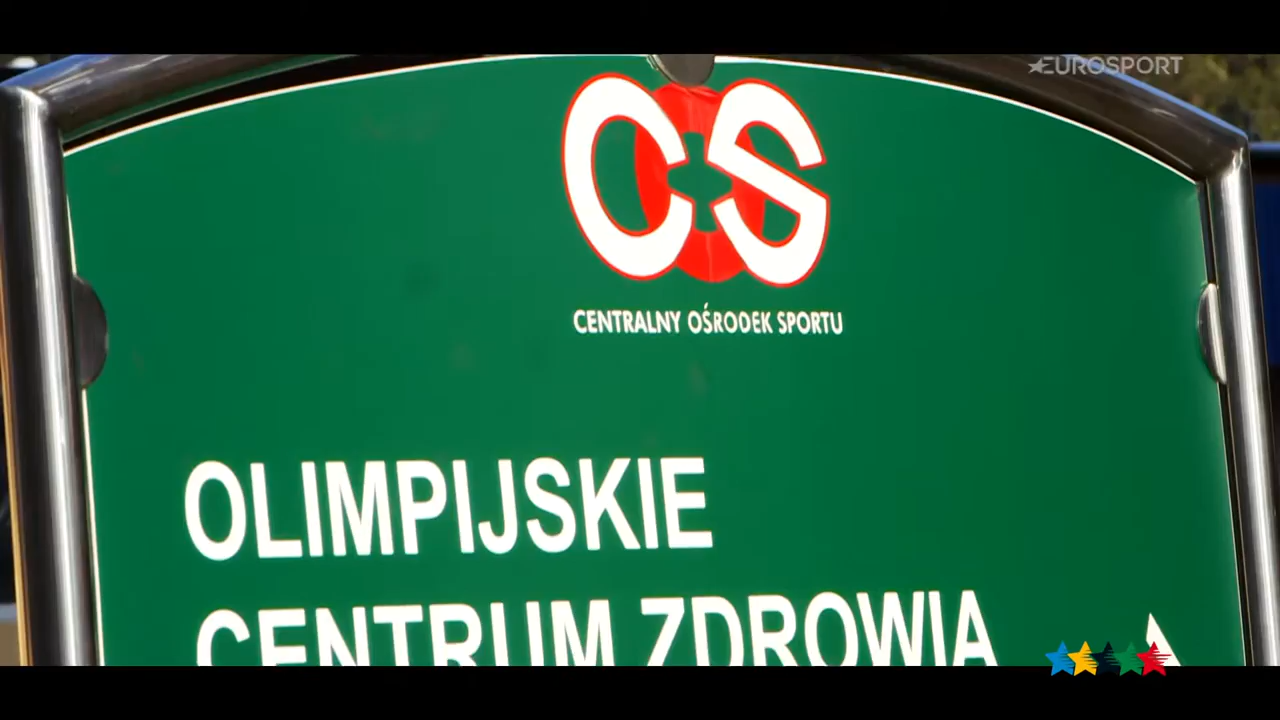 EUROSPORT
COS
CENTRALNY OŚRODEK SPORTU
OLIMPIJSKIE
CENTRUM ZDROWIA